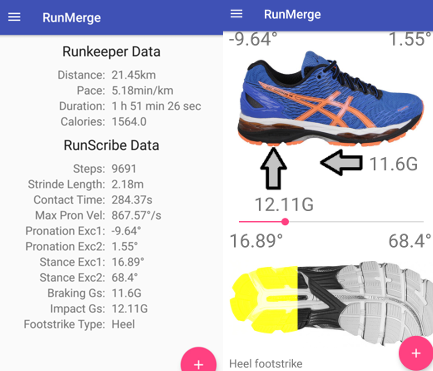 RunMerge
Runkeeper Data
Distance: 21.45km
Pace: 5.18min/km
Duration: 1 h 51 min 26 sec
Calories: 1564.0
RunScribe Data
Steps: 9691
Strinde Length: 2.18m
Contact Time: 284.37s
Max Pron Vel: 867.57°/s
Pronation Exc1: -9.64°
Pronation Exc2: 1.55°
Stance Exc1: 16.89°
Stance Exc2: 68.4°
Braking Gs: 11.6G
Impact Gs: 12.11G
Footstrike Type: Heel
+
RunMerge
-9.64° 1.55°
11.6G
12.11G
16.89° 68.4°
+
Heel footstrike